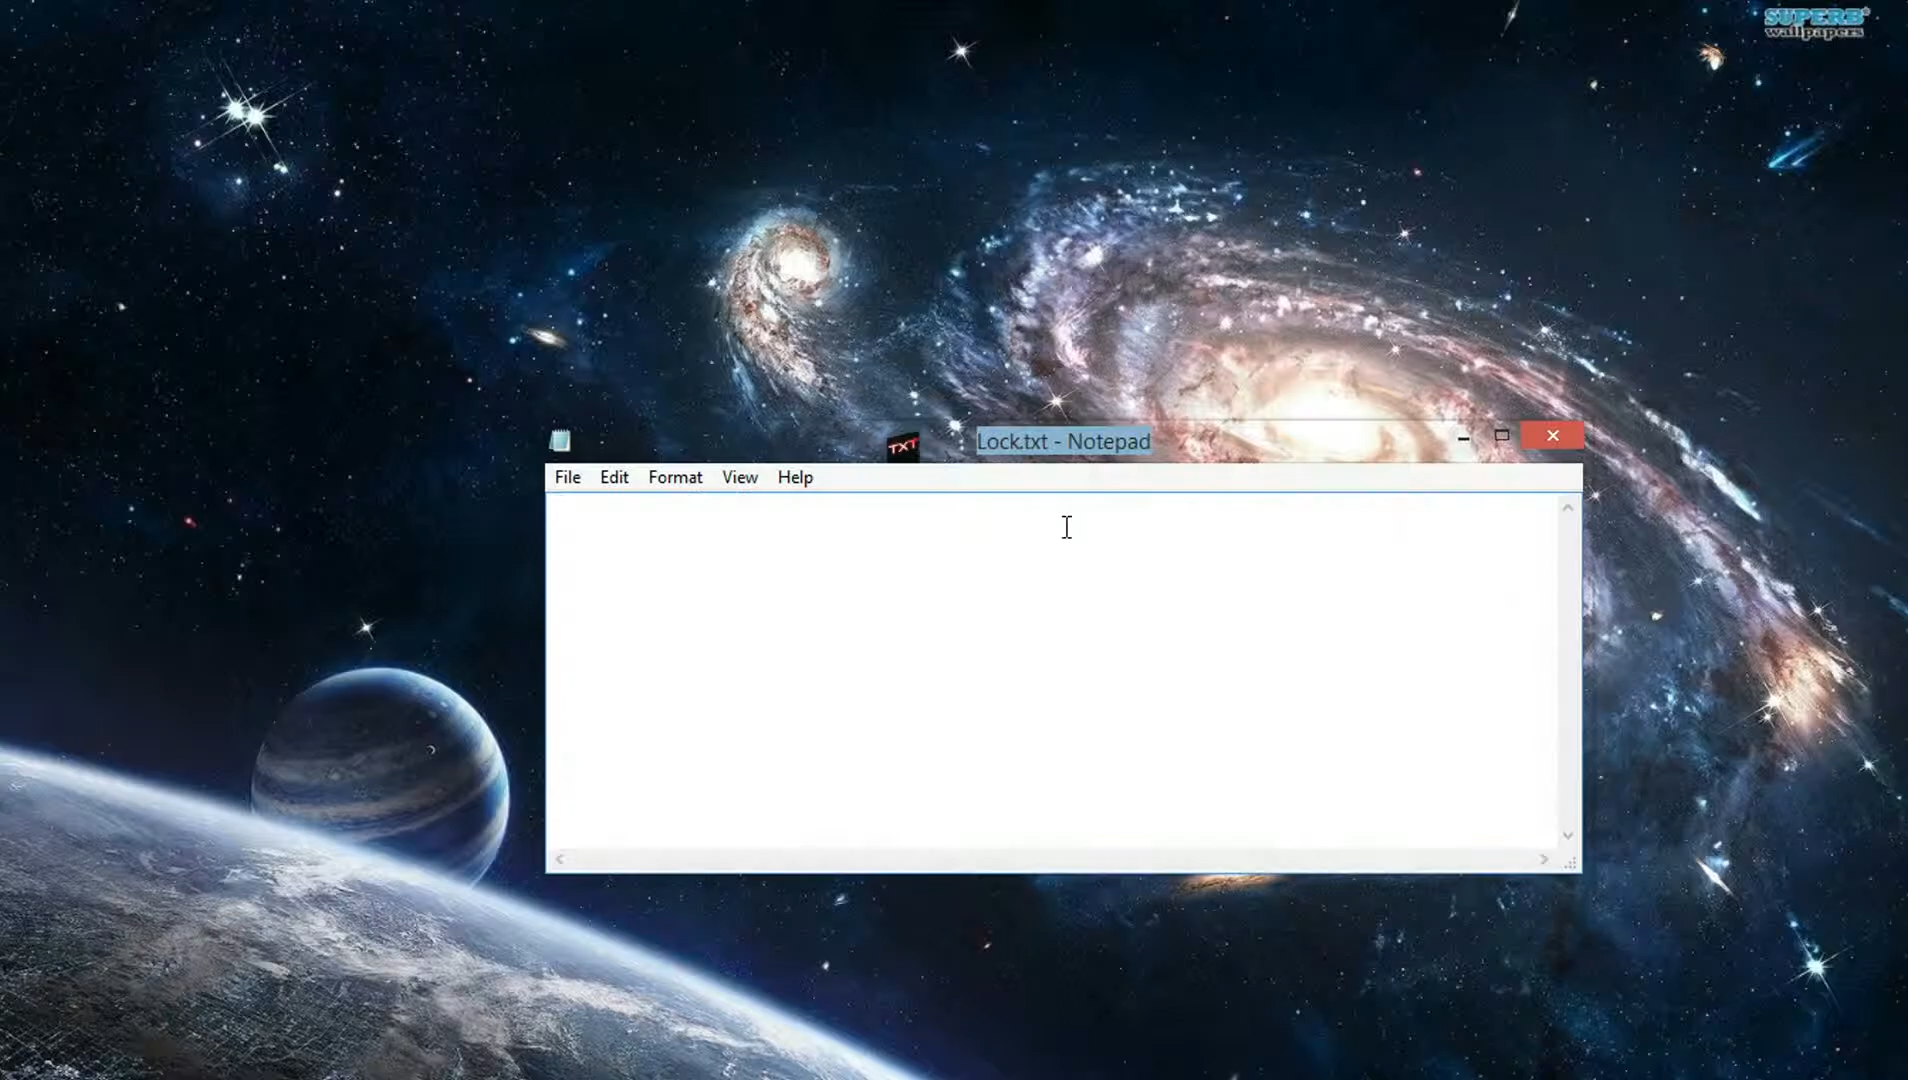 SUPERB
wallpapers
TXT
Lock.txt - Notepad
File Edit Format View Help